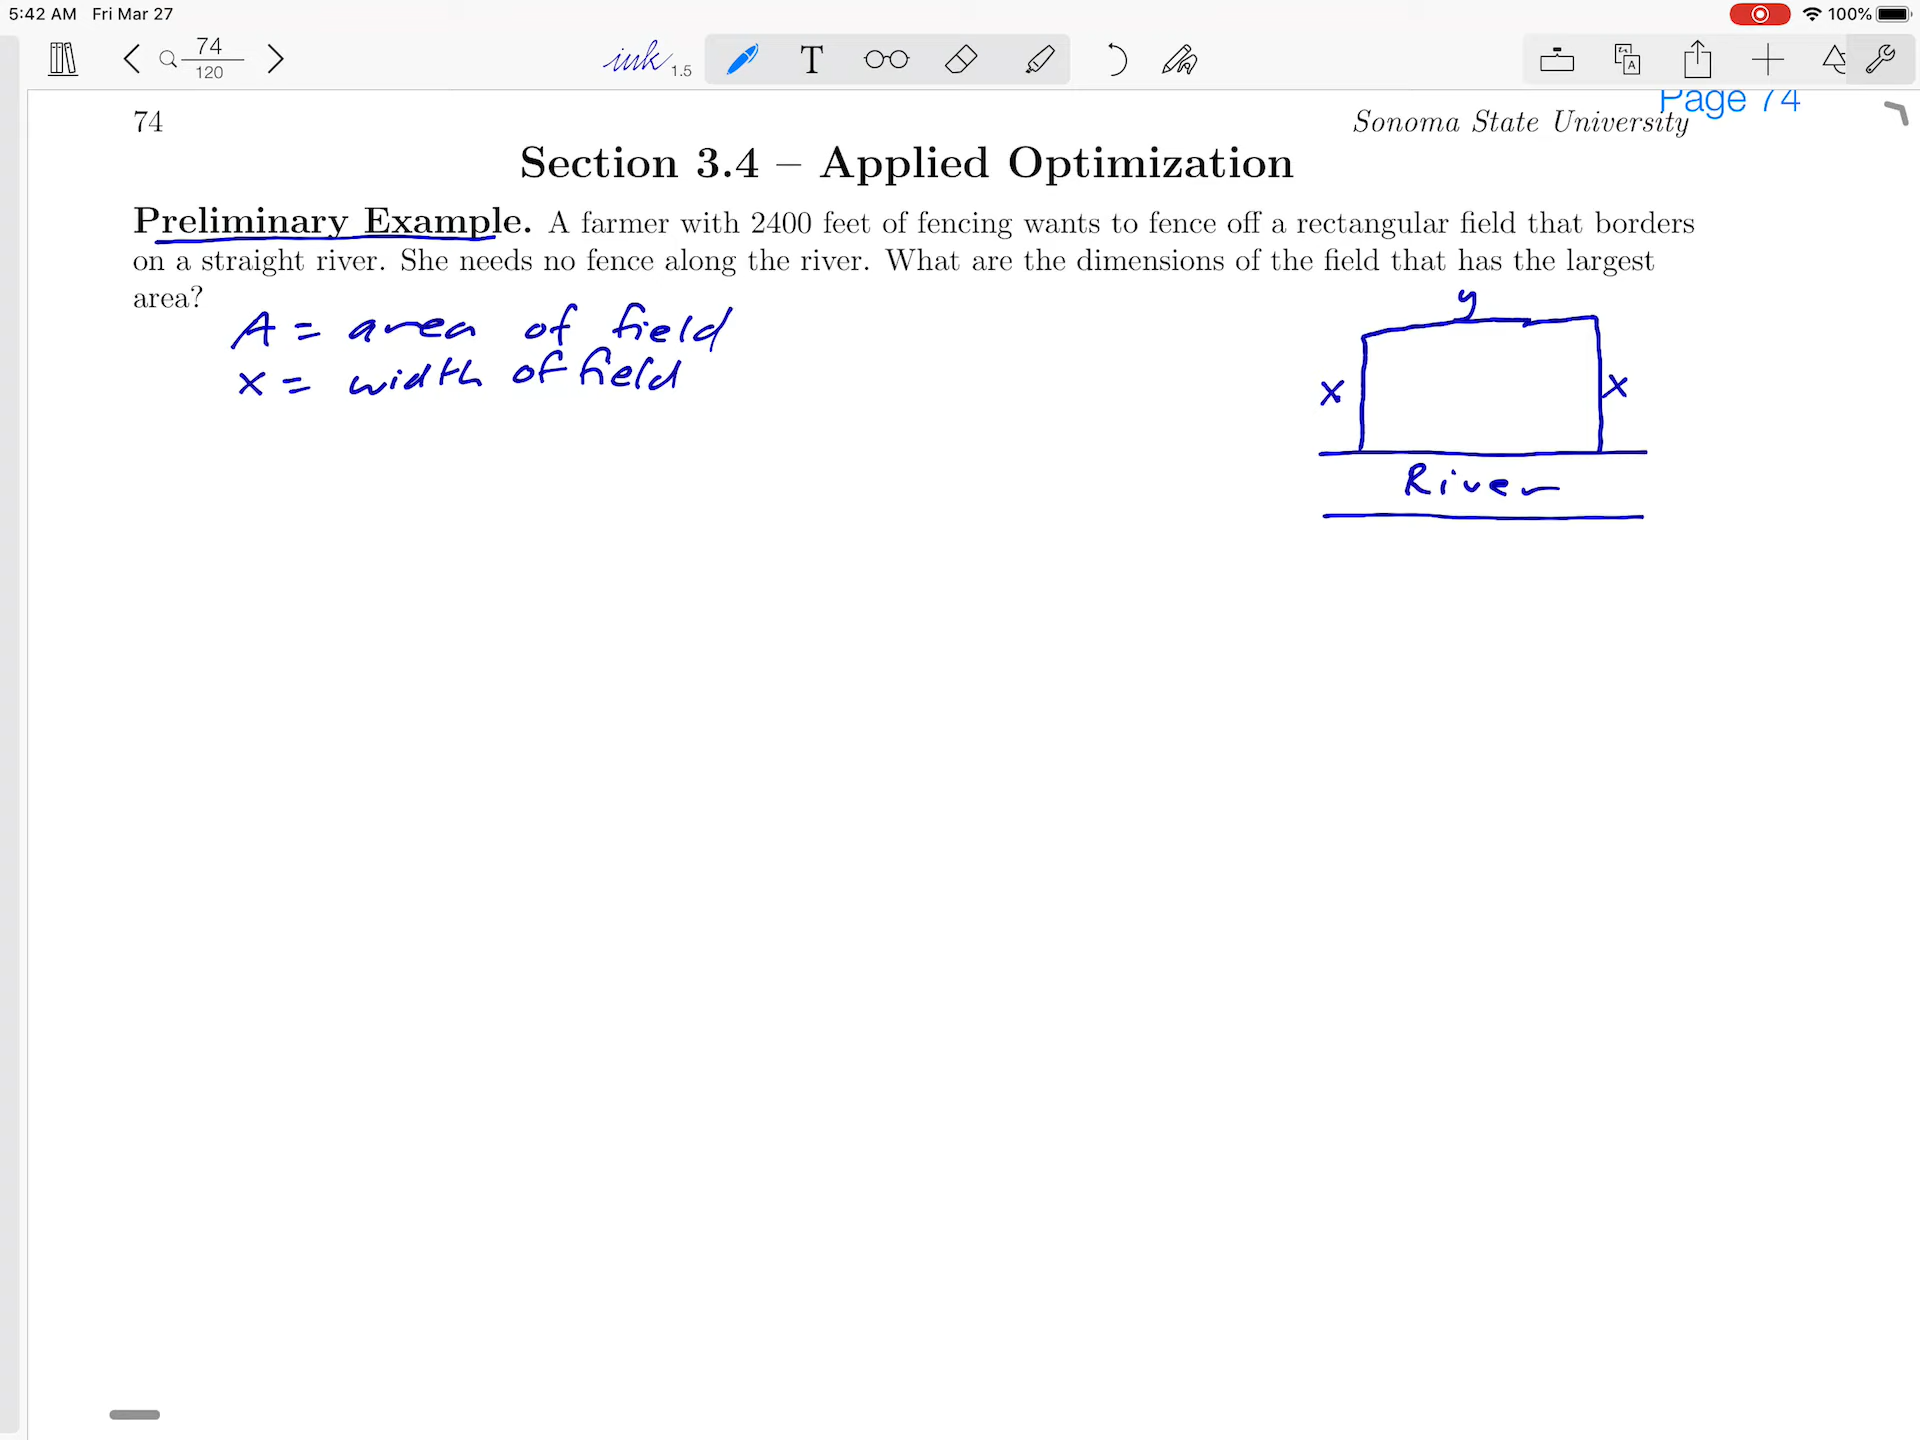 5:42 AM Fri Mar 27 100%
74
120
ink 1.5 T A
Page 74
74 Sonoma State University
Section 3.4 – Applied Optimization
Preliminary Example. A farmer with 2400 feet of fencing wants to fence off a rectangular field that borders
on a straight river. She needs no fence along the river. What are the dimensions of the field that has the largest
area?
A = area of field
x = width of field
y
x x
River